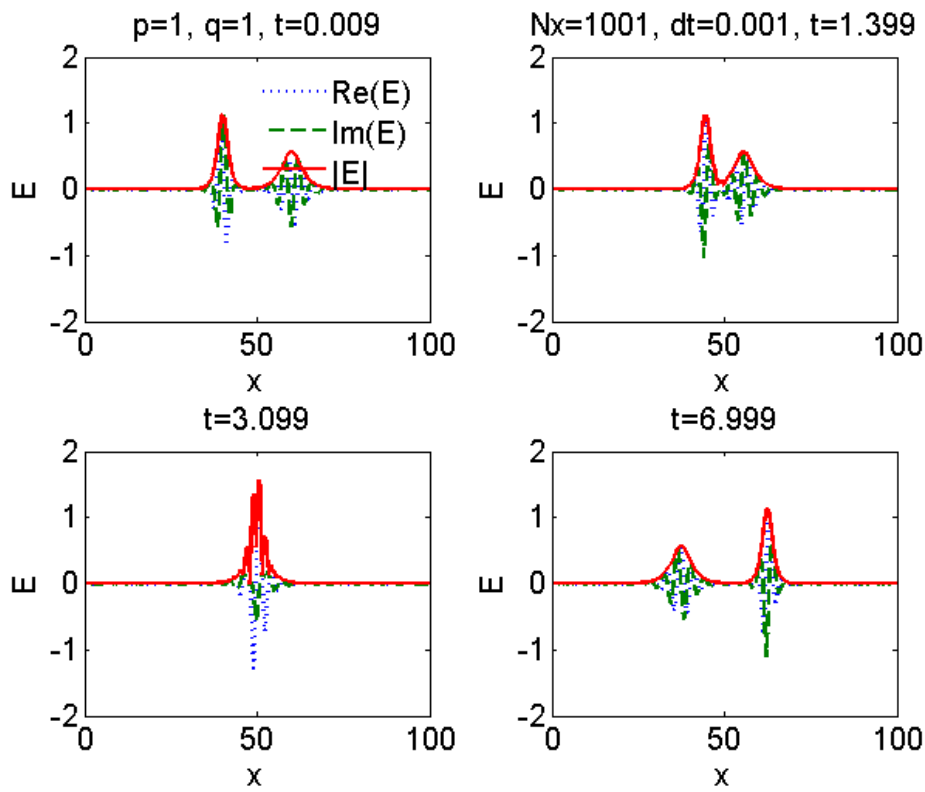 p=1, q=1, t=0.009
2
1
0
-1
-2
E
Re(E)
Im(E)
|E|
0
50
100
x
Nx=1001, dt=0.001, t=1.399
2
1
0
-1
-2
E
0
50
100
x
t=3.099
2
1
0
-1
-2
E
0
50
100
x
t=6.999
2
1
0
-1
-2
E
0
50
100
x